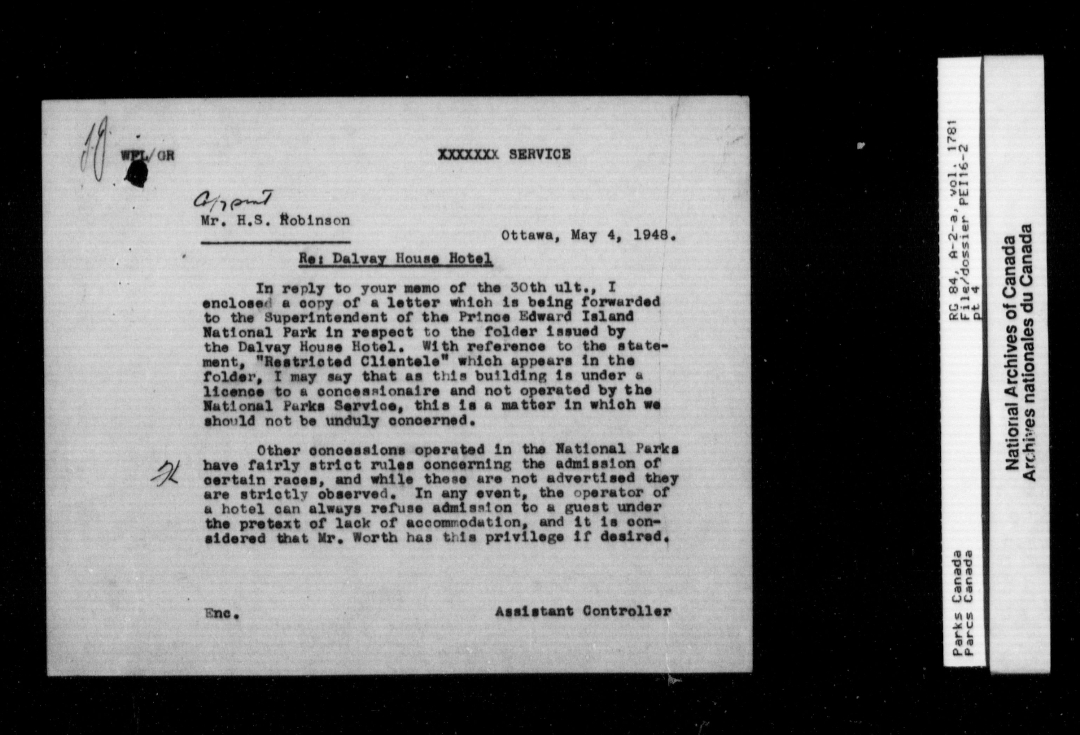 WFL/GR
XXXXXXX SERVICE
Mr. H.S. Robinson
Ottawa, May 4, 1948.
Re: Dalvay House Hotel
In reply to your memo of the 30th ult., I
enclosed a copy of a letter which is being forwarded
to the Superintendent of the Prince Edward Island
National Park in respect to the folder issued by
the Dalvay House Hotel. With reference to the state-
ment, "Restricted Clientele" which appears in the
folder, I may say that as this building is under a
licence to a concessionaire and not operated by the
National Parks Service, this is a matter in which we
should not be unduly concerned.
Other concessions operated in the National Parks
have fairly strict rules concerning the admission of
certain races, and while these are not advertised they
are strictly observed. In any event, the operator of
a hotel can always refuse admission to a guest under
the pretext of lack of accommodation, and it is con-
sidered that Mr. Worth has this privilege if desired.
Enc.
Assistant Controller
RG 84, A-2-a, vol. 1781
File/dossier PEI16-2
pt 4
Parks Canada
Parcs Canada
National Archives of Canada
Archives nationales du Canada